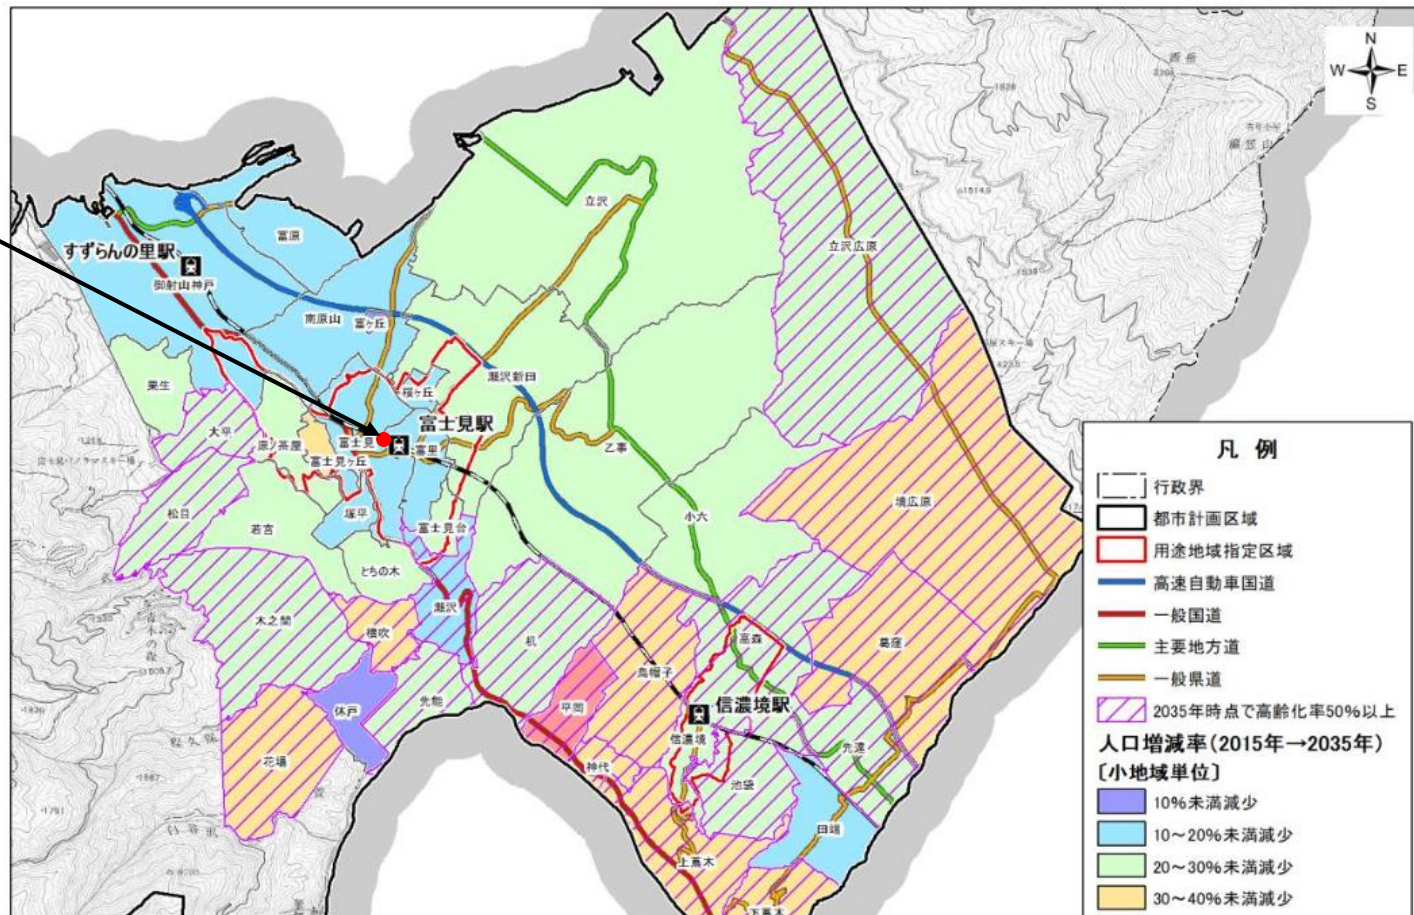 N
W E
S
西岳
編笠山
立沢
富原
すずらんの里駅
御射山神戸
立沢広原
南原山
富ヶ丘
栗生
瀬沢新田
桜ヶ丘
大平
富士見駅
原ノ茶屋
富士見
富里
富士見ヶ丘
乙事
境広原
松目
塚平
若宮
富士見台
小六
とちの木
瀬沢
木之間
横吹
机
高森
葛窪
烏帽子
休戸
先能
平岡
信濃境駅
信濃境
先達
花場
神代
池袋
田端
上蔦木
下蔦木
凡 例
行政界
都市計画区域
用途地域指定区域
高速自動車国道
一般国道
主要地方道
一般県道
2035年時点で高齢化率50%以上
人口増減率(2015年→2035年)
〔小地域単位〕
10%未満減少
10~20%未満減少
20~30%未満減少
30~40%未満減少